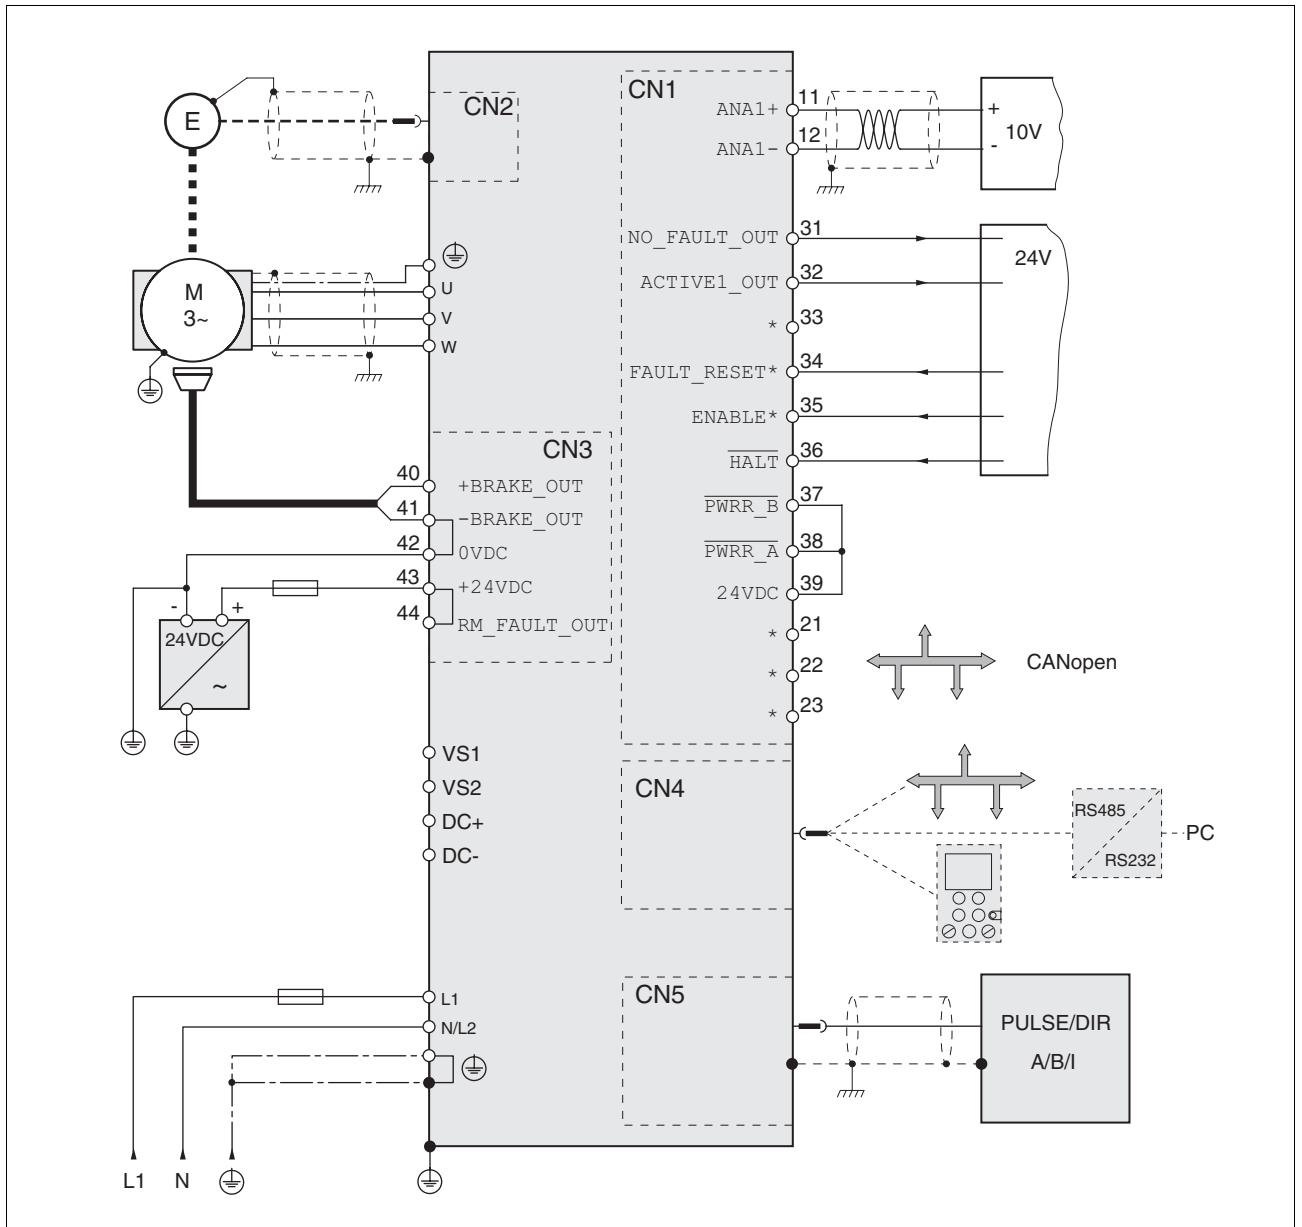 E
CN2
CN1
ANA1+
11
ANA1-
12
+
10V
-
NO_FAULT_OUT
31
24V
ACTIVE1_OUT
32
*
33
FAULT_RESET*
34
ENABLE*
35
HALT
36
PWRR_B
37
PWRR_A
38
24VDC
39
*
21
*
22
*
23
CANopen
M
3~
U
V
W
CN3
40
+BRAKE_OUT
41
-BRAKE_OUT
42
0VDC
43
+24VDC
44
RM_FAULT_OUT
-
+
24VDC
~
VS1
VS2
DC+
DC-
CN4
RS485
RS232
PC
CN5
PULSE/DIR
A/B/I
L1
N/L2
L1
N